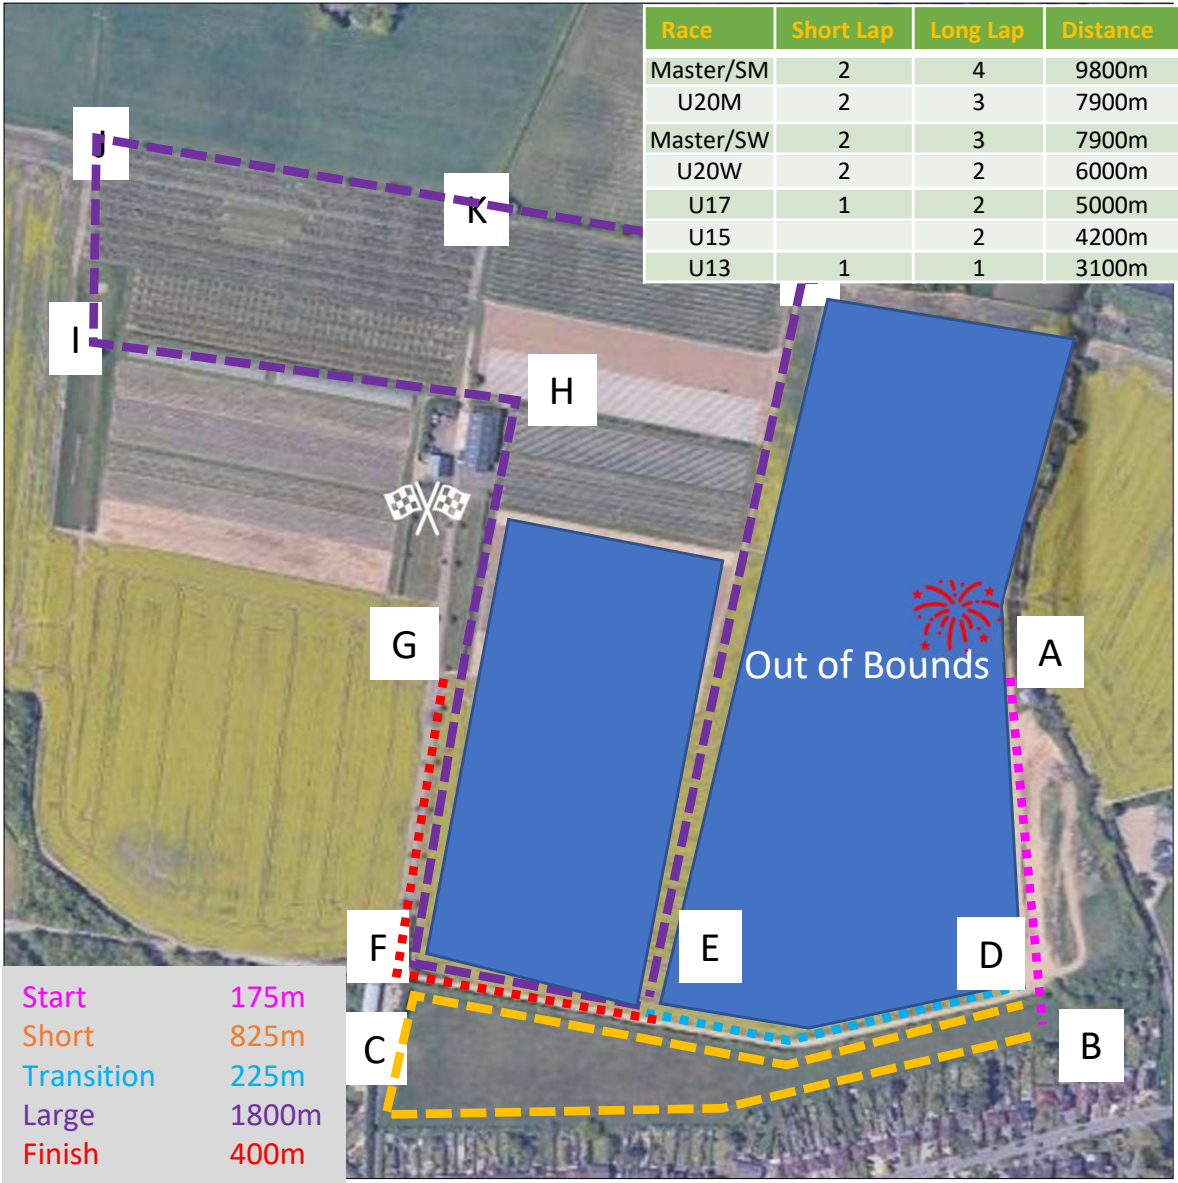 Race Short Lap Long Lap Distance
Master/SM 2 4 9800m
U20M 2 3 7900m
Master/SW 2 3 7900m
U20W 2 2 6000m
U17 1 2 5000m
U15 2 4200m
U13 1 1 3100m
J
K
I
H
G
Out of Bounds
A
F
E
D
C
B
Start 175m
Short 825m
Transition 225m
Large 1800m
Finish 400m